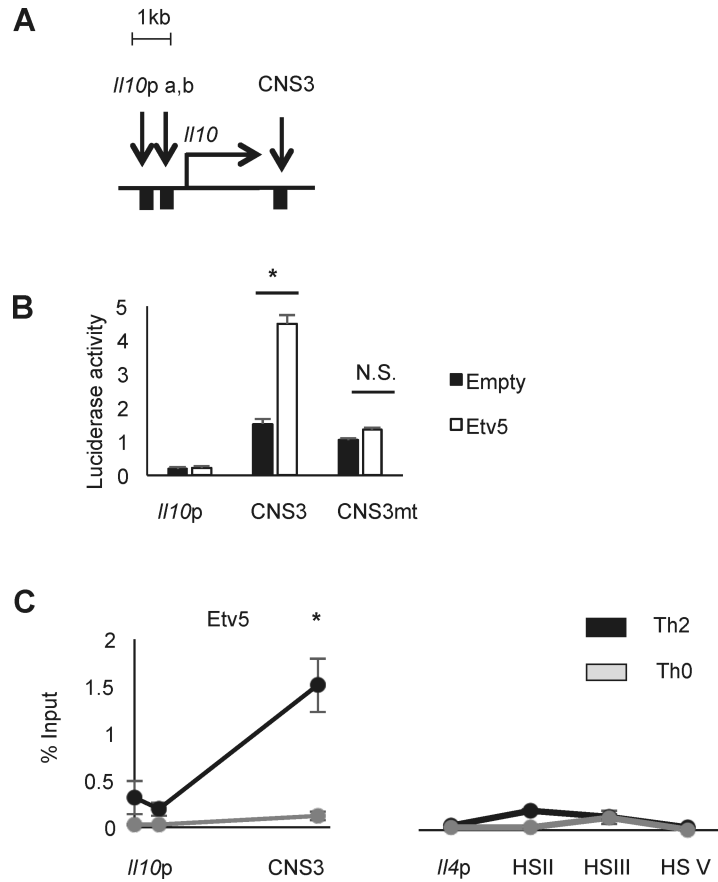 A
1kb
Il10p a,b
CNS3
Il10
B
*
N.S.
5
4
3
2
1
0
Luciderase activity
Empty
Etv5
Il10p
CNS3
CNS3mt
C
Etv5
*
Th2
Th0
2
1.5
1
0.5
0
% Input
Il10p
CNS3
Il4p
HSII
HSIII
HS V